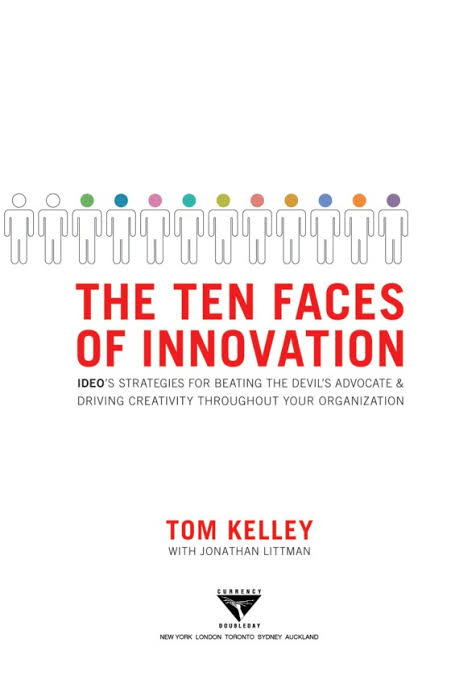 THE TEN FACES
OF INNOVATION
IDEO'S STRATEGIES FOR BEATING THE DEVIL'S ADVOCATE &
DRIVING CREATIVITY THROUGHOUT YOUR ORGANIZATION
TOM KELLEY
WITH JONATHAN LITTMAN
CURRENCY
DOUBLEDAY
NEW YORK LONDON TORONTO SYDNEY AUCKLAND